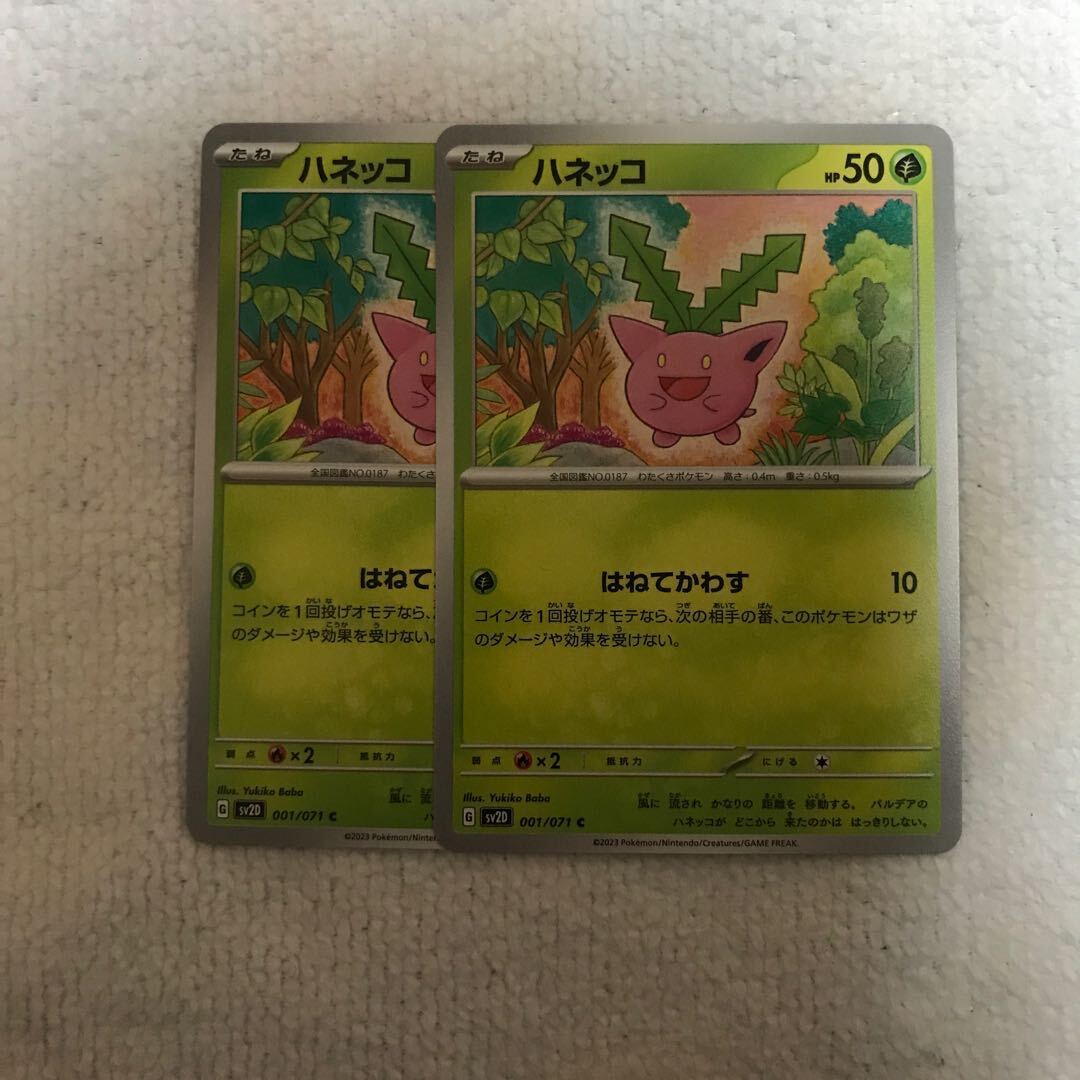 たね
ハネッコ
全国図鑑NO.0187 わたくさ
はねて
コインを1回投げオモテなら、
のダメージや効果を受けない。
弱点 ×2 抵抗力
Illus. Yukiko Baba
風に 流
G sv2D 001/071 C
©2023 Pokémon/Ninte
たね
ハネッコ
HP50
全国図鑑NO.0187 わたくさポケモン 高さ:0.4m 重さ:0.5kg
はねてかわす 10
コインを1回投げオモテなら、次の相手の番、このポケモンはワザ
のダメージや効果を受けない。
弱点 ×2 抵抗力 にげる
Illus. Yukiko Baba
G sv2D 001/071 C
風に 流され かなりの 距離を 移動する。 パルデアの
ハネッコが どこから 来たのかは はっきりしない。
©2023 Pokémon/Nintendo/Creatures/GAME FREAK.